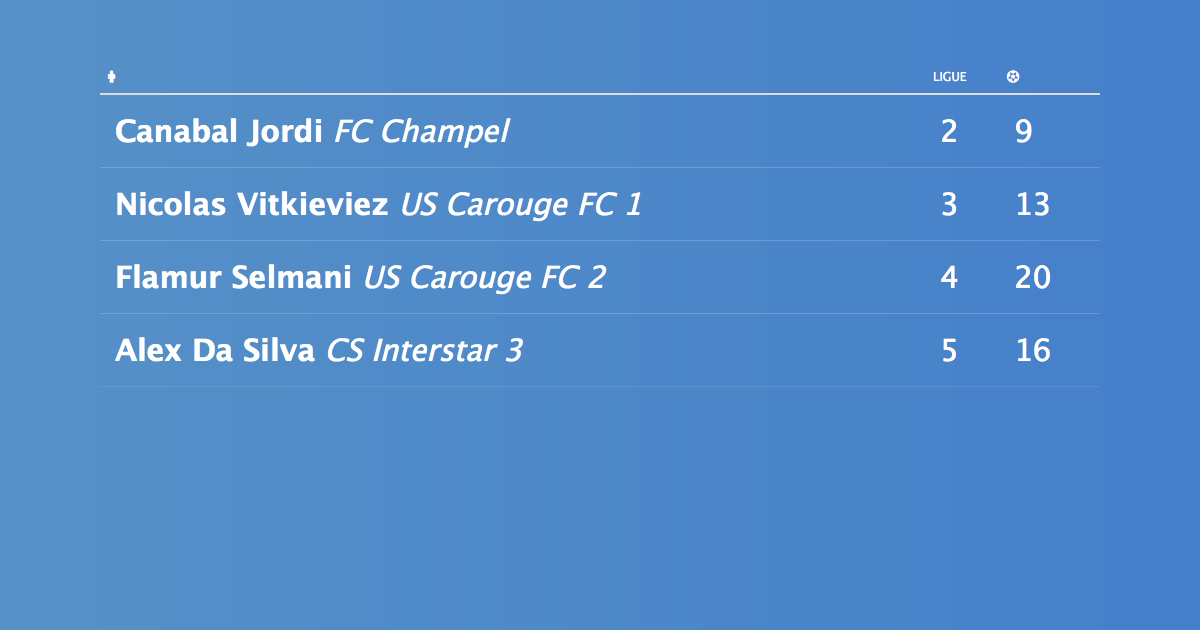 LIGUE
Canabal Jordi FC Champel 2 9
Nicolas Vitkieviez US Carouge FC 1 3 13
Flamur Selmani US Carouge FC 2 4 20
Alex Da Silva CS Interstar 3 5 16